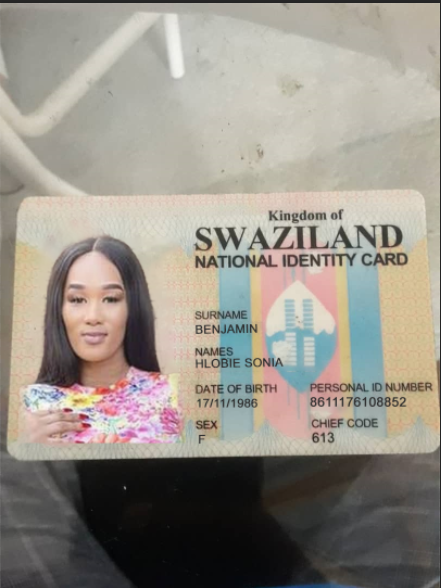 Kingdom of
SWAZILAND
NATIONAL IDENTITY CARD
SURNAME
BENJAMIN
NAMES
HLOBIE SONIA
DATE OF BIRTH PERSONAL ID NUMBER
17/11/1986 8611176108852
SEX CHIEF CODE
F 613